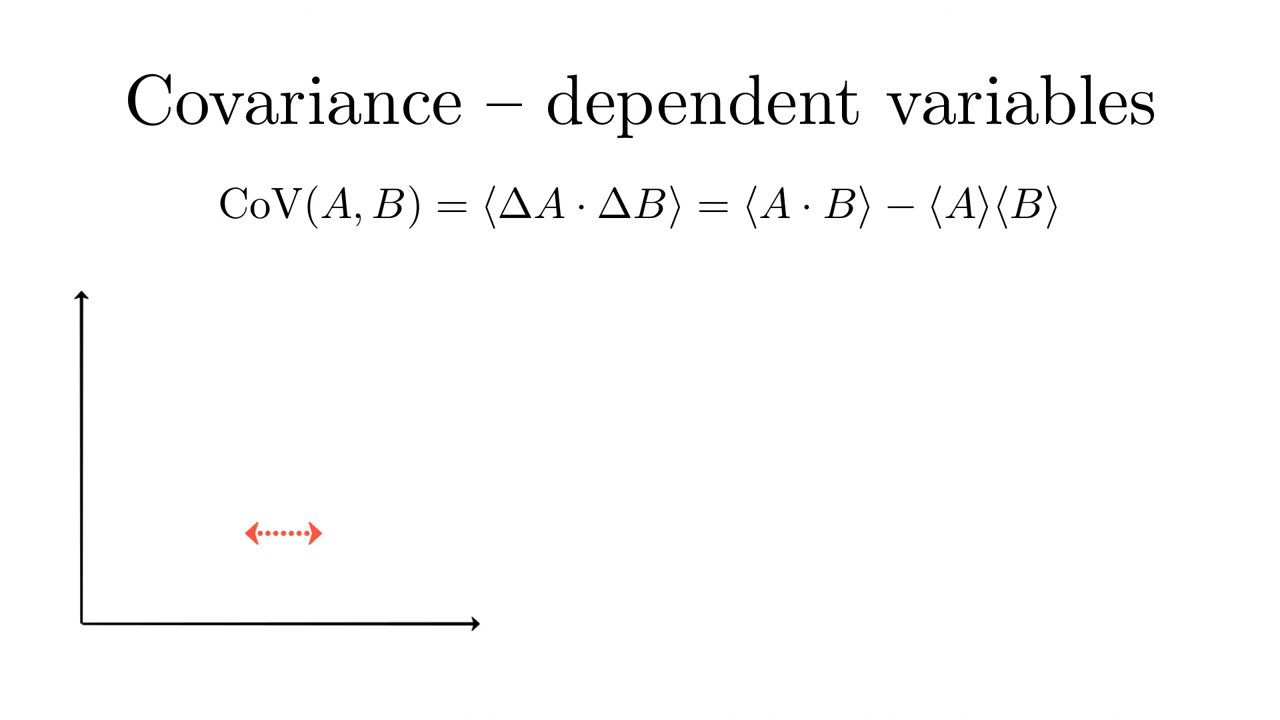 Covariance – dependent variables
CoV(A, B) = ⟨ΔA · ΔB⟩ = ⟨A · B⟩ − ⟨A⟩⟨B⟩